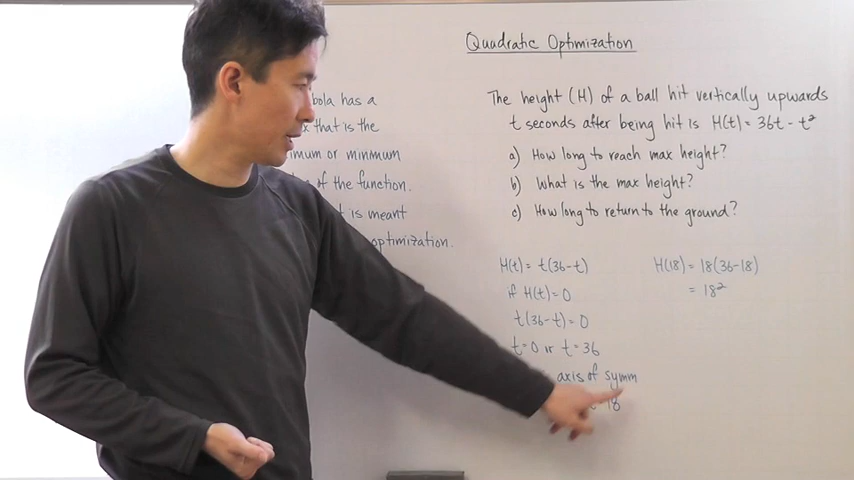 Quadratic Optimization
bola has a
x that is the
imum or minimum
of the function.
t is meant
optimization.
The height (H) of a ball hit vertically upwards
t seconds after being hit is H(t) = 36t - t²
a) How long to reach max height?
b) What is the max height?
c) How long to return to the ground?
H(t) = t(36-t)
if H(t) = 0
t(36-t) = 0
t=0 or t=36
axis of symm
18
H(18) = 18(36-18)
= 18²